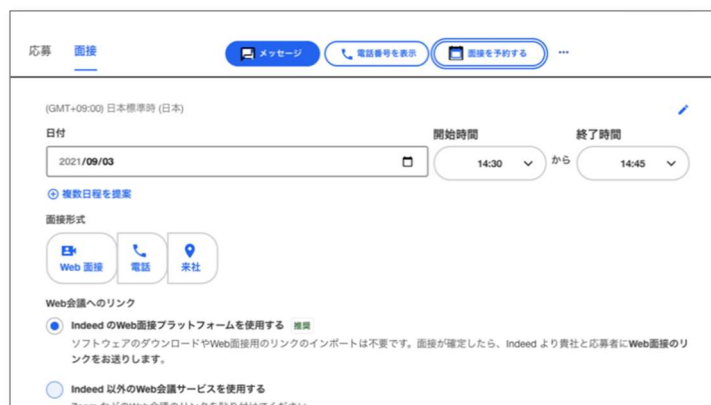 応募 面接 メッセージ 電話番号を表示 面接を予約する ...
(GMT+09:00) 日本標準時 (日本)
日付 開始時間 終了時間
2021/09/03 14:30 から 14:45
複数日程を提案
面接形式
Web 面接 電話 来社
Web会議へのリンク
Indeed のWeb面接プラットフォームを使用する 推奨
ソフトウェアのダウンロードやWeb面接用のリンクのインポートは不要です。面接が確定したら、Indeed より貴社と応募者にWeb面接のリ
ンクをお送りします。
Indeed 以外のWeb会議サービスを使用する